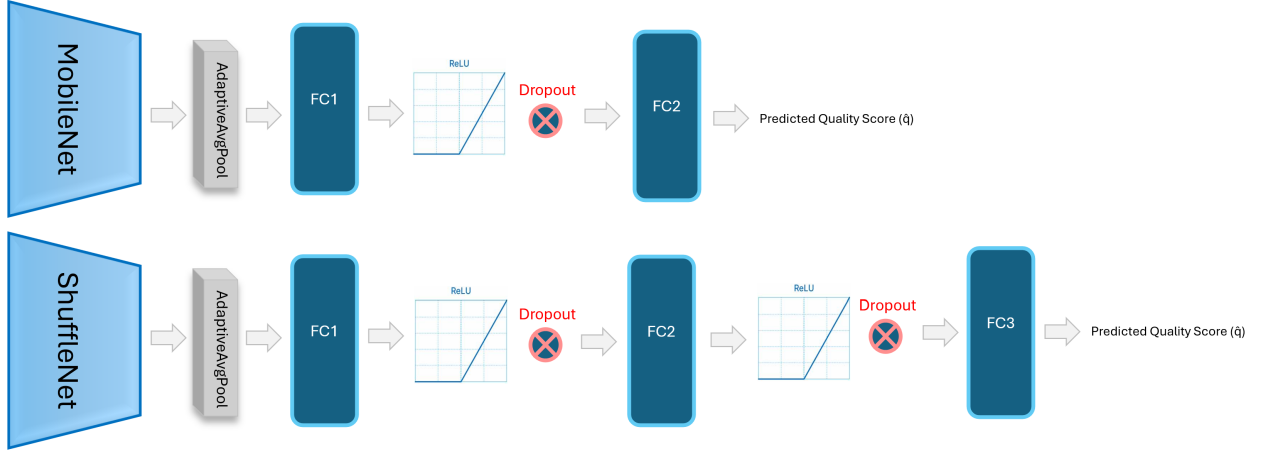 MobileNet
AdaptiveAvgPool
FC1
ReLU
Dropout
FC2
Predicted Quality Score (q̂)
ShuffleNet
AdaptiveAvgPool
FC1
ReLU
Dropout
FC2
ReLU
Dropout
FC3
Predicted Quality Score (q̂)